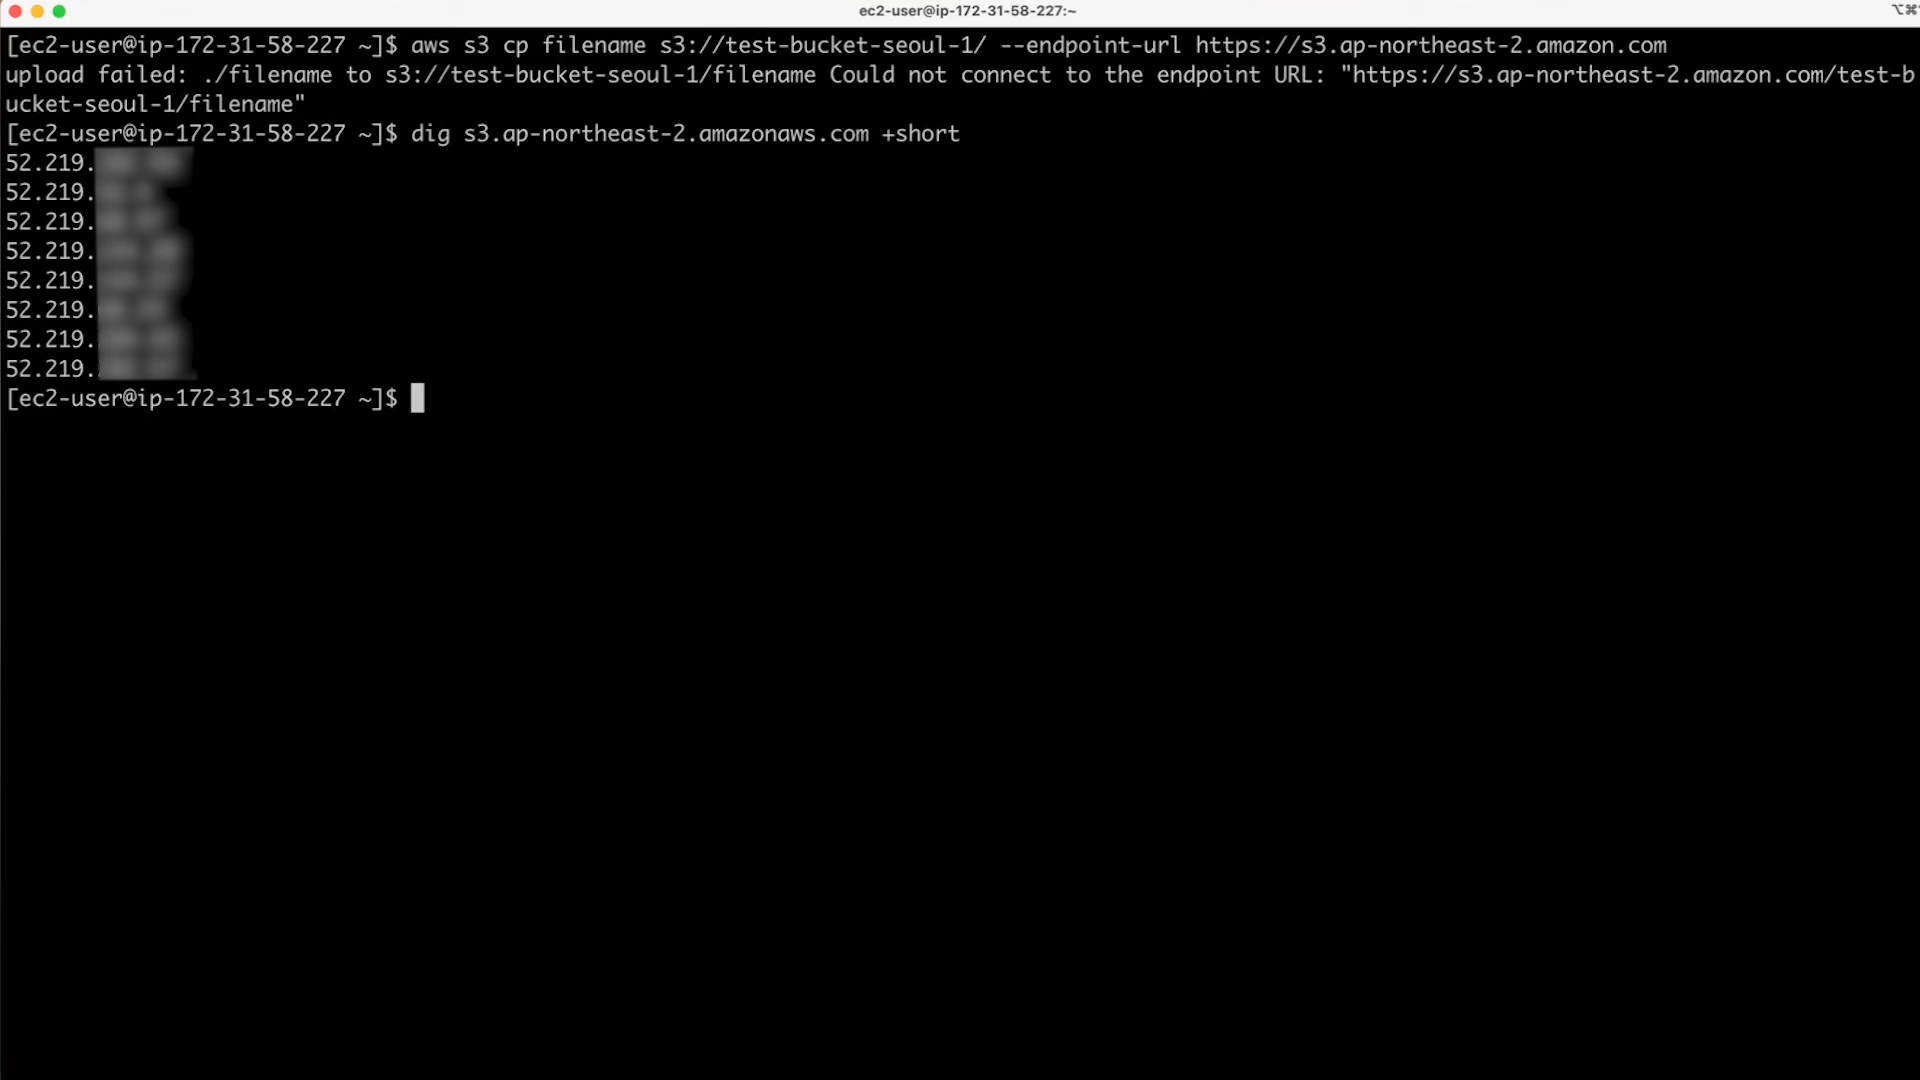 ec2-user@ip-172-31-58-227:~
⌥⌘
[ec2-user@ip-172-31-58-227 ~]$ aws s3 cp filename s3://test-bucket-seoul-1/ --endpoint-url https://s3.ap-northeast-2.amazon.com
upload failed: ./filename to s3://test-bucket-seoul-1/filename Could not connect to the endpoint URL: "https://s3.ap-northeast-2.amazon.com/test-b
ucket-seoul-1/filename"
[ec2-user@ip-172-31-58-227 ~]$ dig s3.ap-northeast-2.amazonaws.com +short
52.219.
52.219.
52.219.
52.219.
52.219.
52.219.
52.219.
52.219.
[ec2-user@ip-172-31-58-227 ~]$